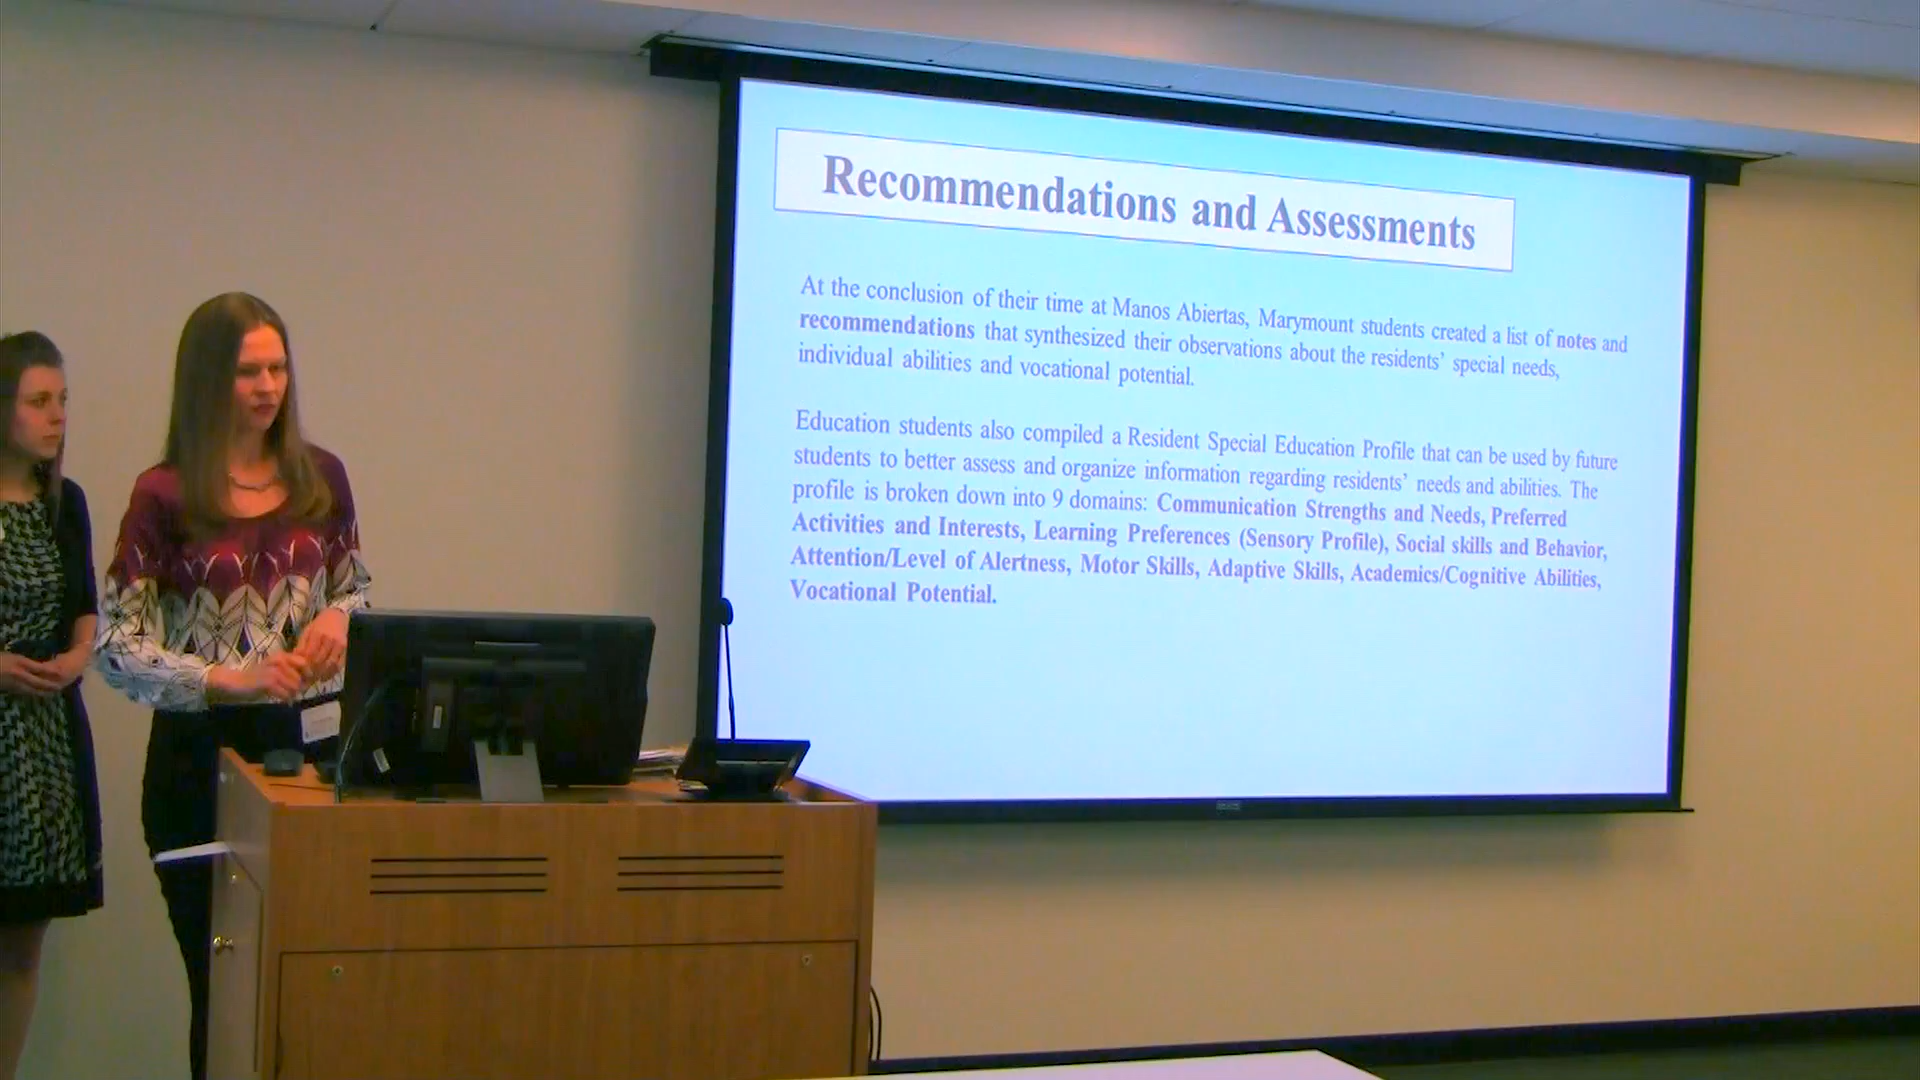 Recommendations and Assessments
At the conclusion of their time at Manos Abiertas, Marymount students created a list of notes and
recommendations that synthesized their observations about the residents' special needs,
individual abilities and vocational potential.
Education students also compiled a Resident Special Education Profile that can be used by future
students to better assess and organize information regarding residents' needs and abilities. The
profile is broken down into 9 domains: Communication Strengths and Needs, Preferred
Activities and Interests, Learning Preferences (Sensory Profile), Social skills and Behavior,
Attention/Level of Alertness, Motor Skills, Adaptive Skills, Academics/Cognitive Abilities,
Vocational Potential.